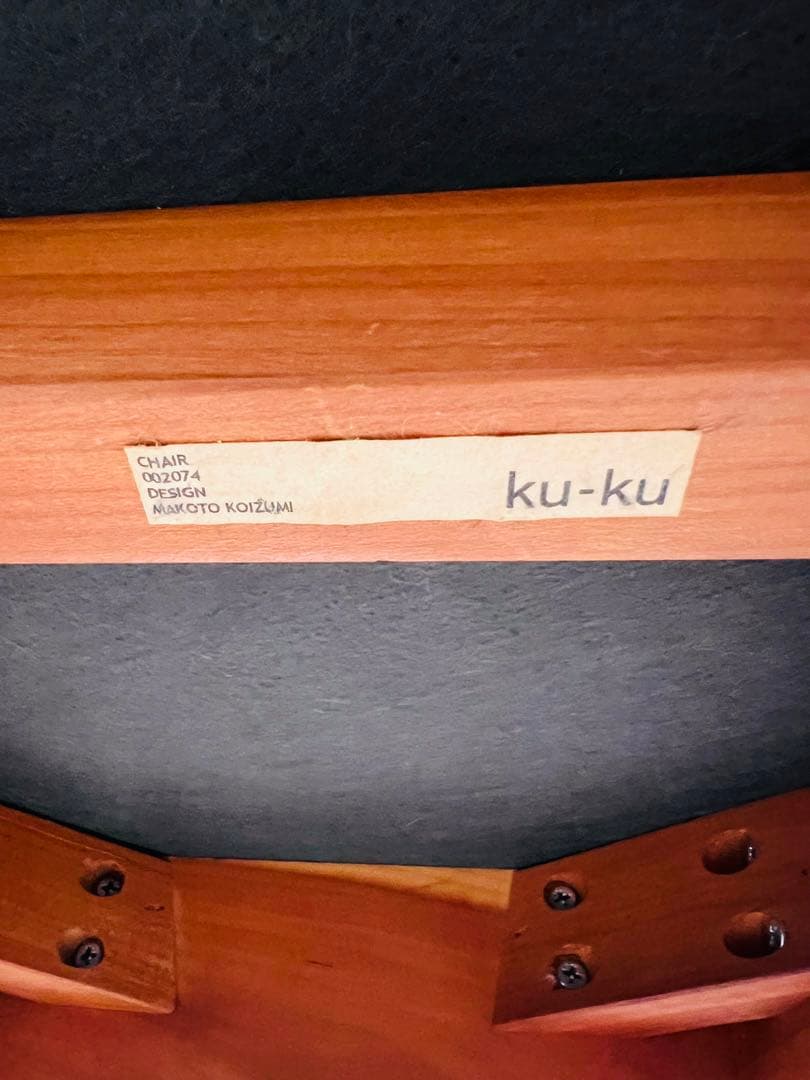 CHAIR
002074
DESIGN
MAKOTO KOIZUMI
ku-ku